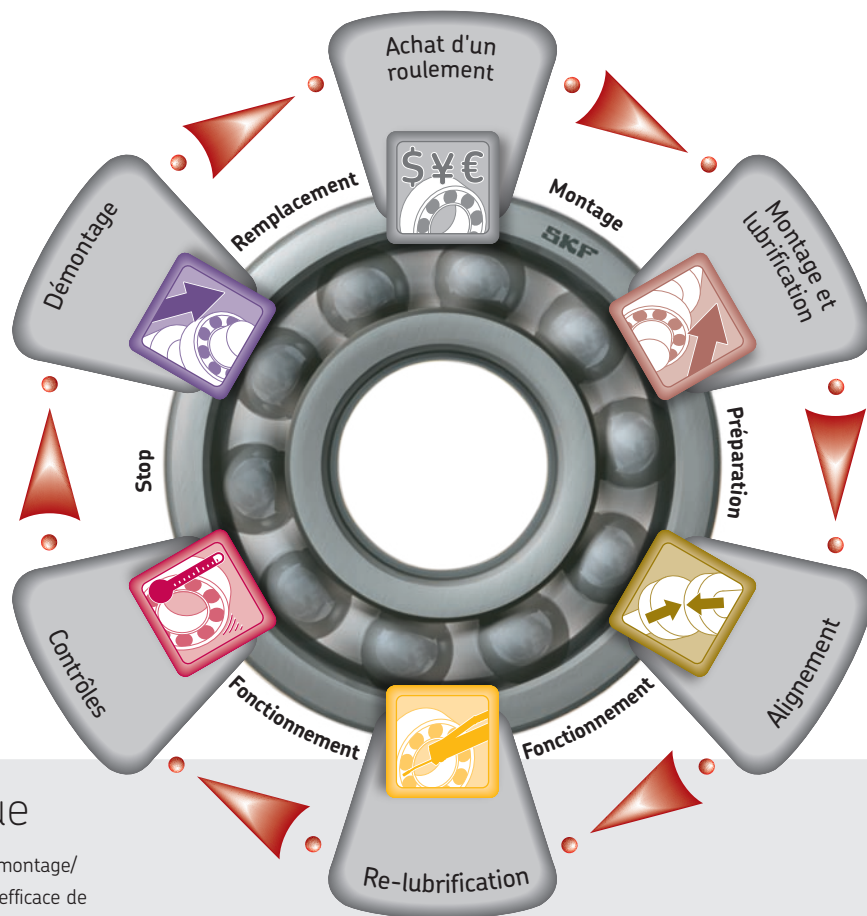 Achat d'un
roulement
$ ¥ €
Montage
SKF
Montage et
lubrification
Préparation
Alignement
Fonctionnement
Re-lubrification
Fonctionnement
Contrôles
Stop
Démontage
Remplacement
montage/
efficace de